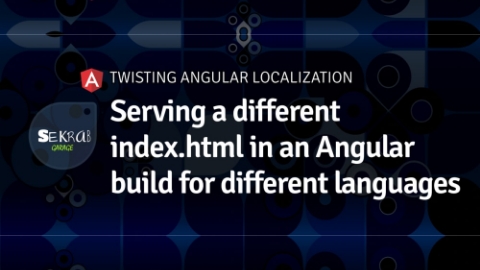 TWISTING ANGULAR LOCALIZATION
Serving a different
index.html in an Angular
build for different languages
SEKRAB
GARAGE